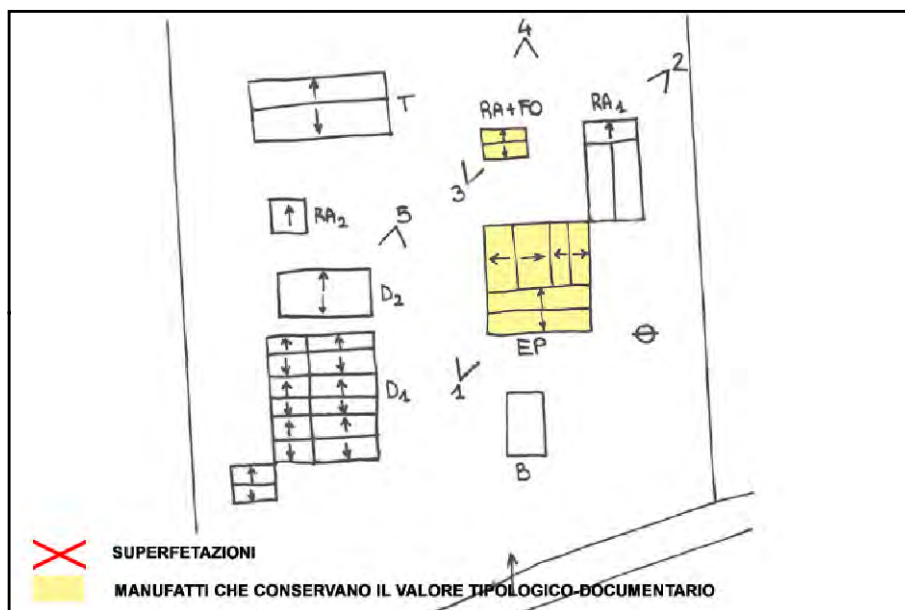 4
2
T
RA+FO
RA1
3
RA2
5
D2
EP
D1
1
B
SUPERFETAZIONI
MANUFATTI CHE CONSERVANO IL VALORE TIPOLOGICO-DOCUMENTARIO